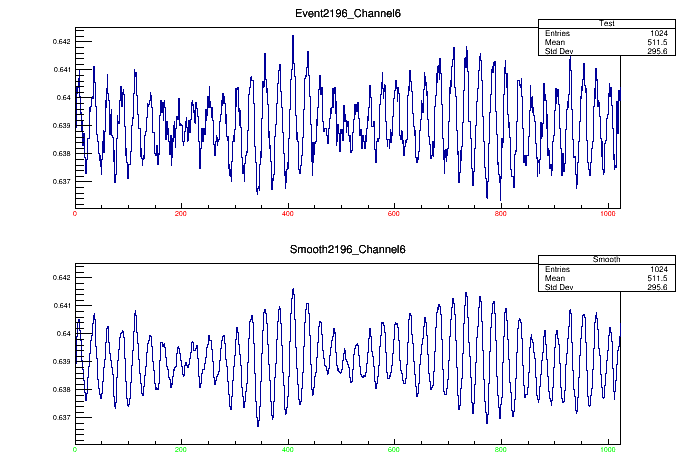 Event2196_Channel6
Test
Entries 1024
Mean 511.5
Std Dev 295.6
0.642
0.641
0.64
0.639
0.638
0.637
0 200 400 600 800 1000
Smooth2196_Channel6
Smooth
Entries 1024
Mean 511.5
Std Dev 295.6
0.642
0.641
0.64
0.639
0.638
0.637
0 200 400 600 800 1000